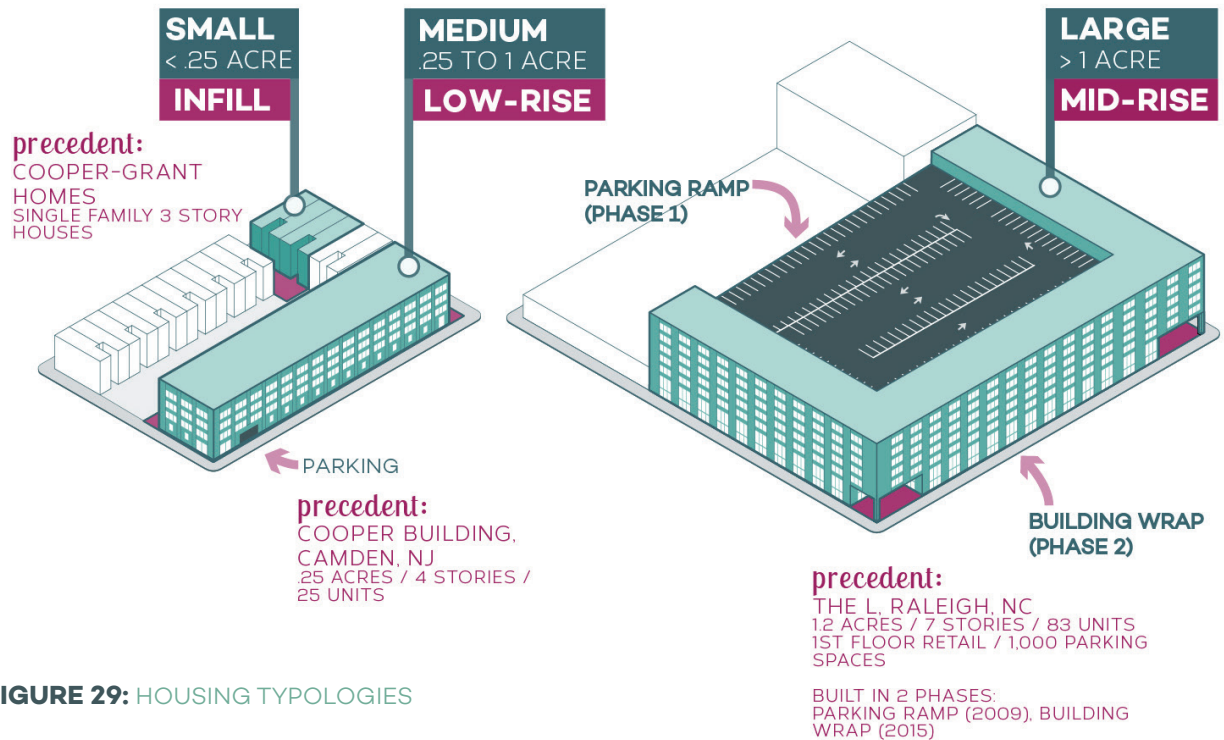 SMALL
< .25 ACRE
INFILL
MEDIUM
.25 TO 1 ACRE
LOW-RISE
LARGE
> 1 ACRE
MID-RISE
precedent:
COOPER-GRANT
HOMES
SINGLE FAMILY 3 STORY
HOUSES
PARKING RAMP
(PHASE 1)
PARKING
precedent:
COOPER BUILDING,
CAMDEN, NJ
.25 ACRES / 4 STORIES /
25 UNITS
BUILDING WRAP
(PHASE 2)
precedent:
THE L, RALEIGH, NC
1.2 ACRES / 7 STORIES / 83 UNITS
1ST FLOOR RETAIL / 1,000 PARKING
SPACES
BUILT IN 2 PHASES:
PARKING RAMP (2009), BUILDING
WRAP (2015)
IGURE 29: HOUSING TYPOLOGIES